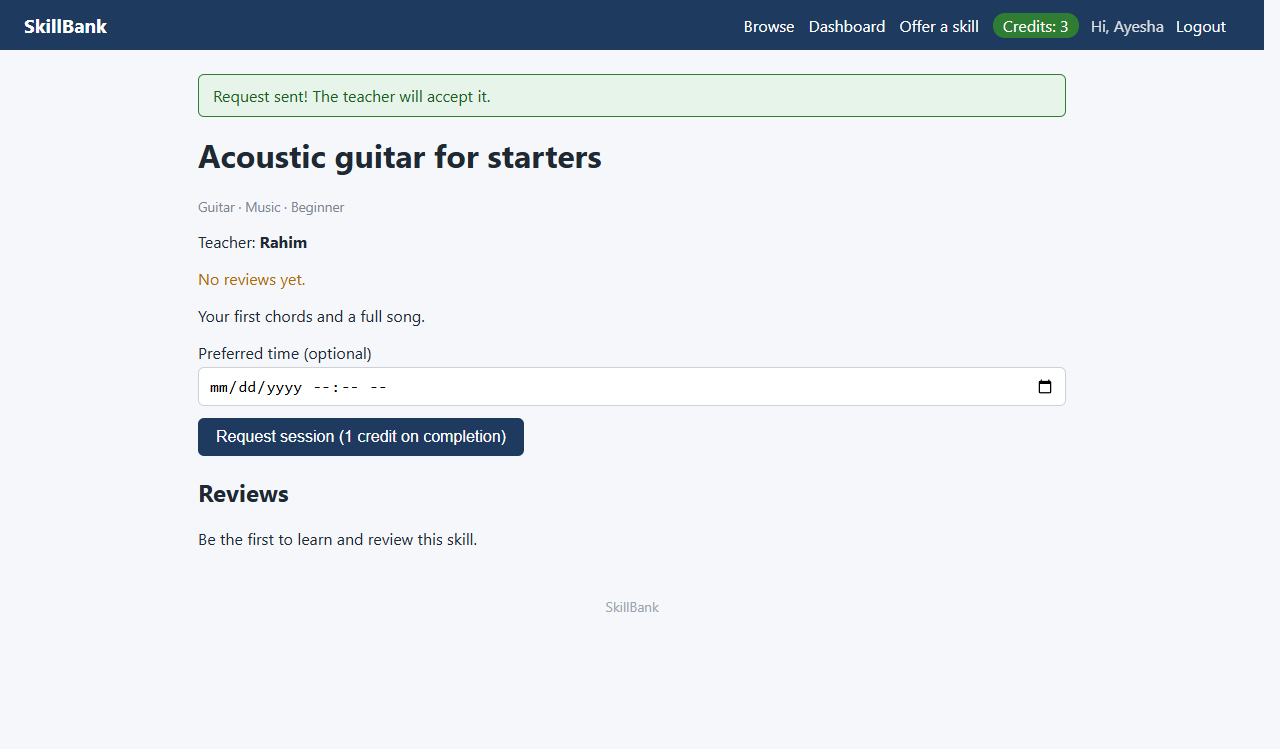 SkillBank Browse Dashboard Offer a skill Credits: 3 Hi, Ayesha Logout
Request sent! The teacher will accept it.
Acoustic guitar for starters
Guitar · Music · Beginner
Teacher: Rahim
No reviews yet.
Your first chords and a full song.
Preferred time (optional)
mm/dd/yyyy --:-- --
Request session (1 credit on completion)
Reviews
Be the first to learn and review this skill.
SkillBank